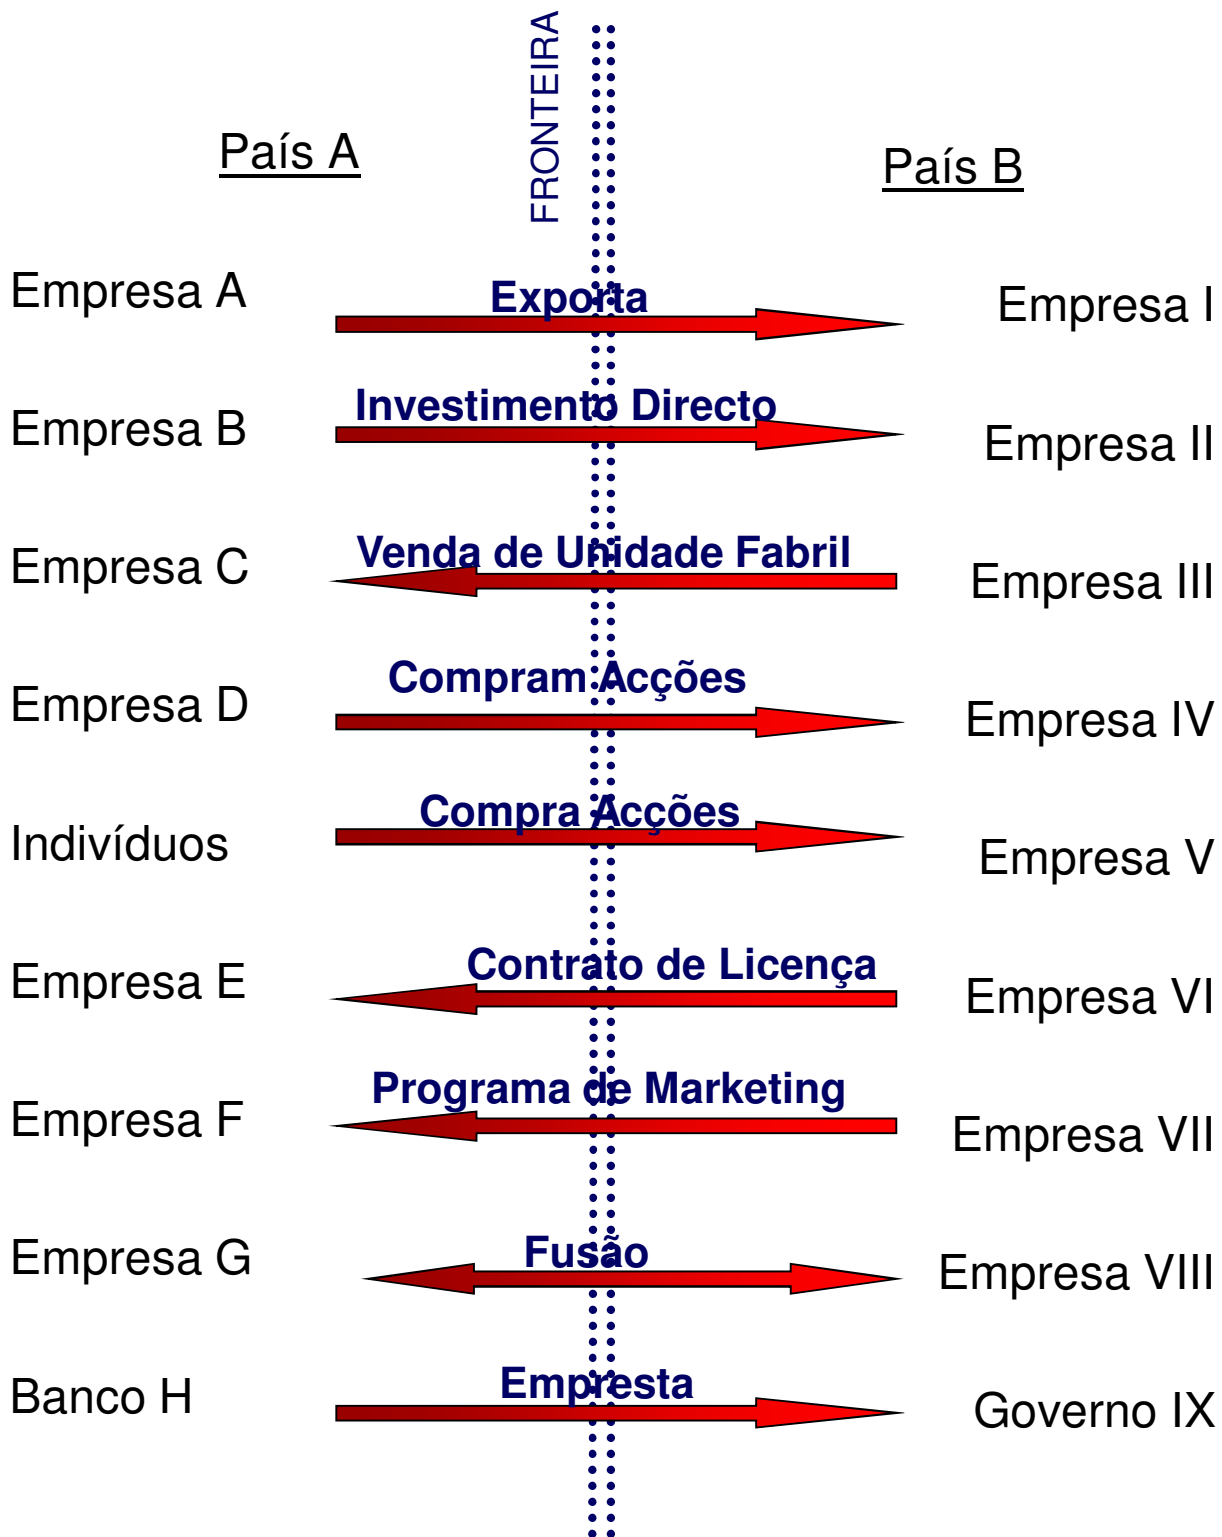 FRONTEIRA
País A
País B
Empresa A
Exporta
Empresa I
Empresa B
Investimento Directo
Empresa II
Empresa C
Venda de Unidade Fabril
Empresa III
Empresa D
Compram Acções
Empresa IV
Indivíduos
Compra Acções
Empresa V
Empresa E
Contrato de Licença
Empresa VI
Empresa F
Programa de Marketing
Empresa VII
Empresa G
Fusão
Empresa VIII
Banco H
Empresta
Governo IX